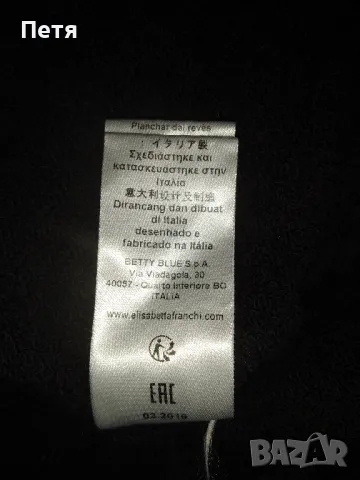 Петя
Planchar del revés
イタリア製
Σχεδιάστηκε και
κατασκευάστηκε στην
Ιταλία
意大利设计及制造
Dirancang dan dibuat
di Italia
desenhado e
fabricado na Itália
BETTY BLUE'S p.A.
Via Viadagola, 30
40057 - Quarto Inferiore BO
ITALIA
www.elisabettafranchi.com
EAC
03.2019
BAZAR